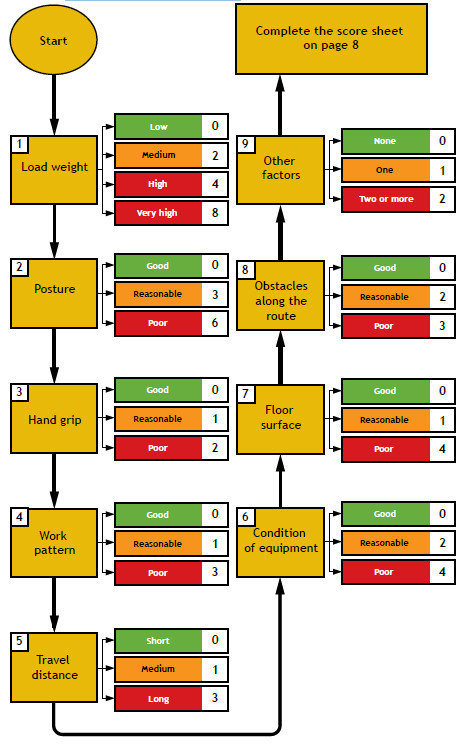 Start
1
Load weight
Low 0
Medium 2
High 4
Very high 8
2
Posture
Good 0
Reasonable 3
Poor 6
3
Hand grip
Good 0
Reasonable 1
Poor 2
4
Work
pattern
Good 0
Reasonable 1
Poor 3
5
Travel
distance
Short 0
Medium 1
Long 3
6
Condition
of equipment
Good 0
Reasonable 2
Poor 4
7
Floor
surface
Good 0
Reasonable 1
Poor 4
8
Obstacles
along the
route
Good 0
Reasonable 2
Poor 3
9
Other
factors
None 0
One 1
Two or more 2
Complete the score sheet
on page 8